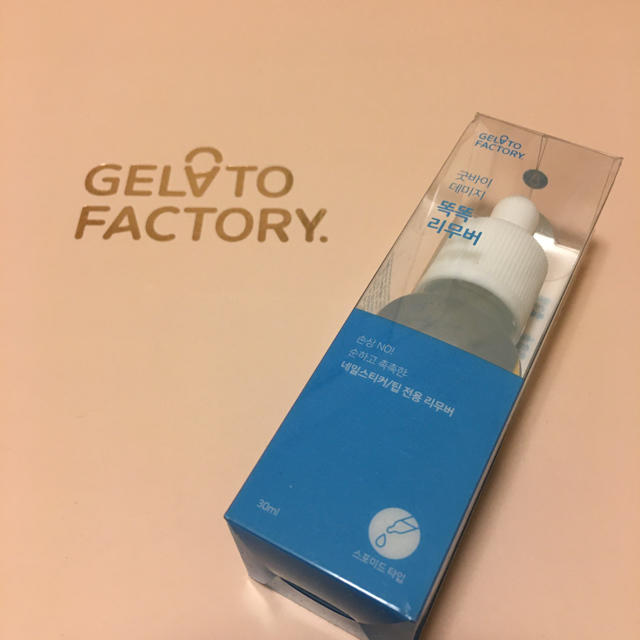 GELATO
FACTORY.
GELATO
FACTORY.
굿바이
데미지
똑똑
리무버
손상 NO!
순하고 촉촉한
네일스티커/팁 전용 리무버
30ml
스포이드 타입